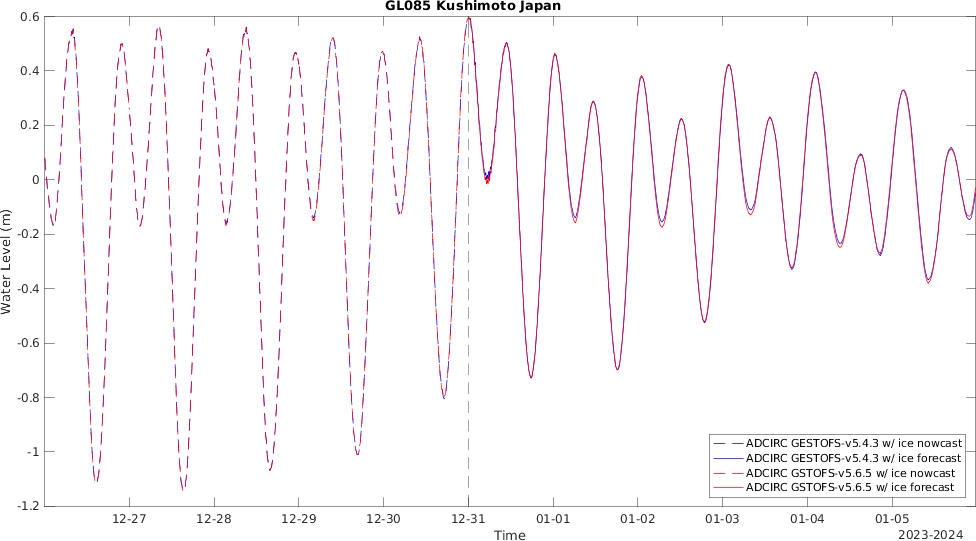 GL085 Kushimoto Japan
0.6
0.4
0.2
0
-0.2
-0.4
-0.6
-0.8
-1
-1.2
Water Level (m)
12-27 12-28 12-29 12-30 12-31 01-01 01-02 01-03 01-04 01-05
Time
2023-2024
ADCIRC GESTOFS-v5.4.3 w/ ice nowcast
ADCIRC GESTOFS-v5.4.3 w/ ice forecast
ADCIRC GSTOFS-v5.6.5 w/ ice nowcast
ADCIRC GSTOFS-v5.6.5 w/ ice forecast